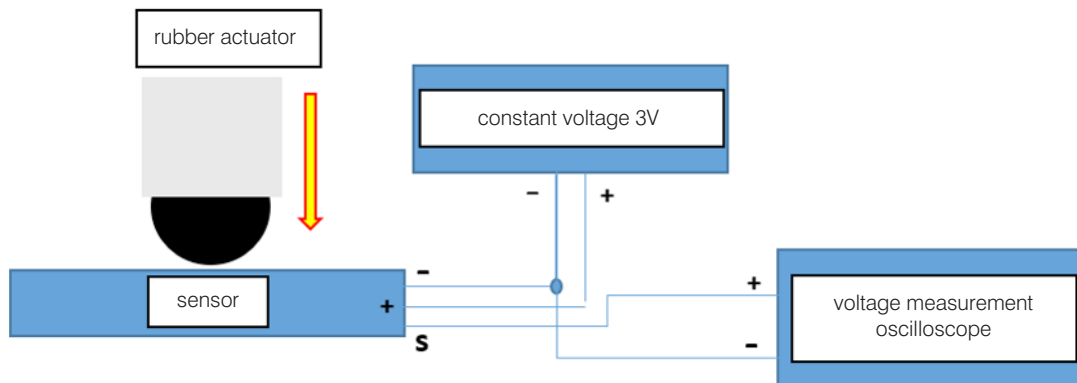 rubber actuator
constant voltage 3V
− +
sensor
−
+
S
+
−
voltage measurement
oscilloscope